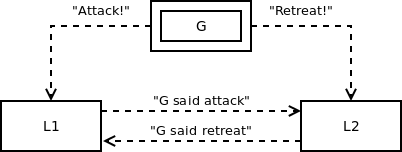 "Attack!"
G
"Retreat!"
"G said attack"
L1
L2
"G said retreat"